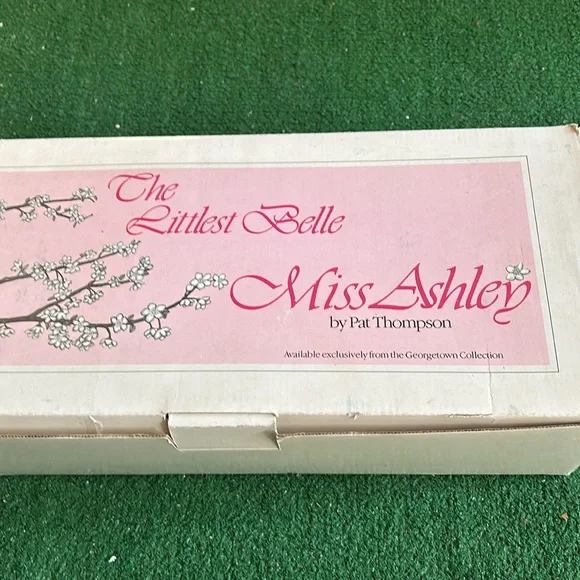 The
Littlest Belle
Miss Ashley
by Pat Thompson
Available exclusively from the Georgetown Collection